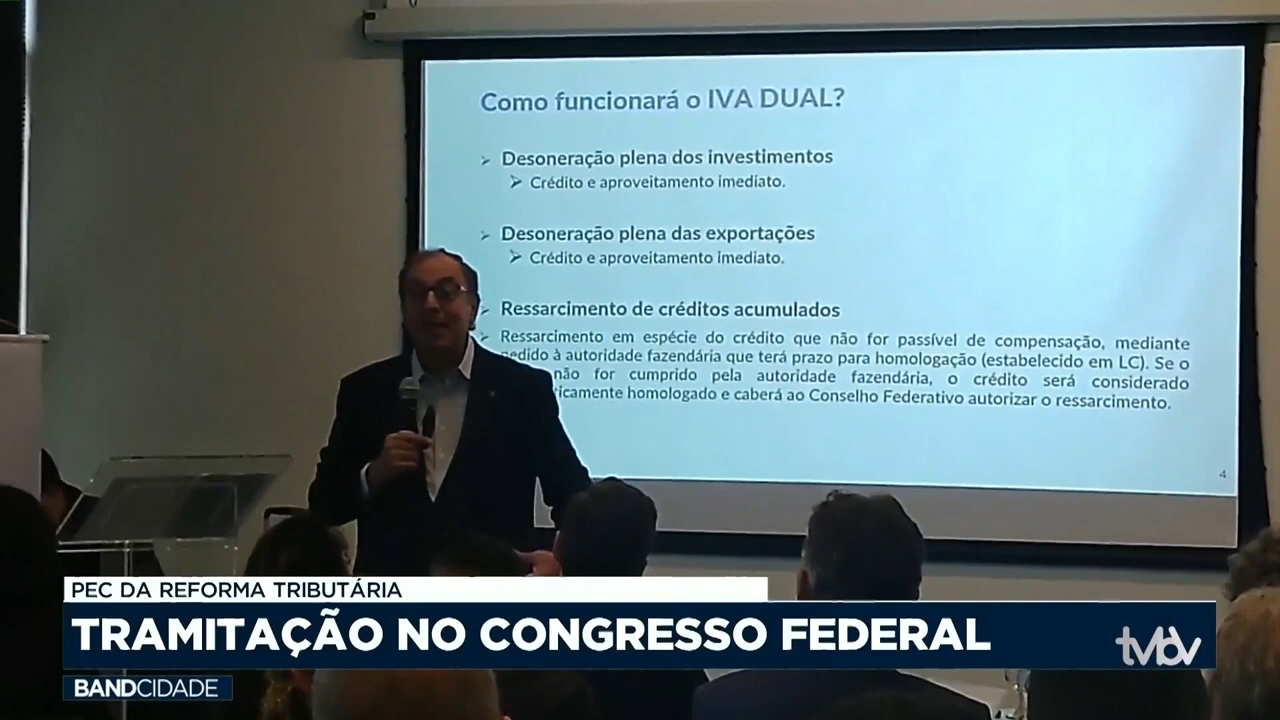 Como funcionará o IVA DUAL?
➢ Desoneração plena dos investimentos
➢ Crédito e aproveitamento imediato.
➢ Desoneração plena das exportações
➢ Crédito e aproveitamento imediato.
Ressarcimento de créditos acumulados
Ressarcimento em espécie do crédito que não for passível de compensação, mediante
à autoridade fazendária que terá prazo para homologação (estabelecido em LC). Se o
não for cumprido pela autoridade fazendária, o crédito será considerado
homologado e caberá ao Conselho Federativo autorizar o ressarcimento.
4
PEC DA REFORMA TRIBUTÁRIA
TRAMITAÇÃO NO CONGRESSO FEDERAL
tvbv
BANDCIDADE